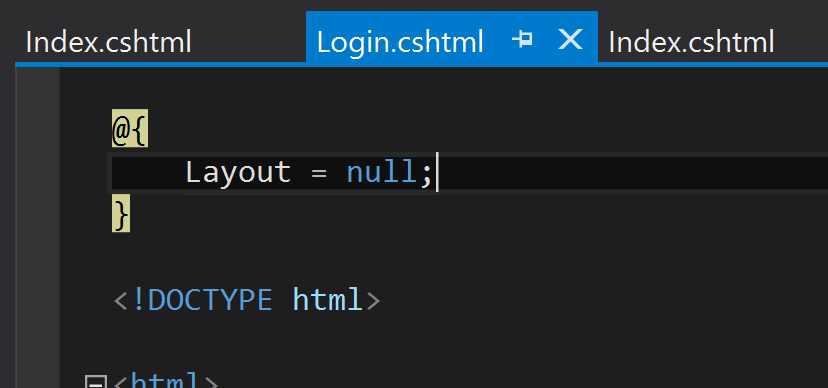 Index.cshtml Login.cshtml Index.cshtml
@{
Layout = null;
}
<!DOCTYPE html>
<html>